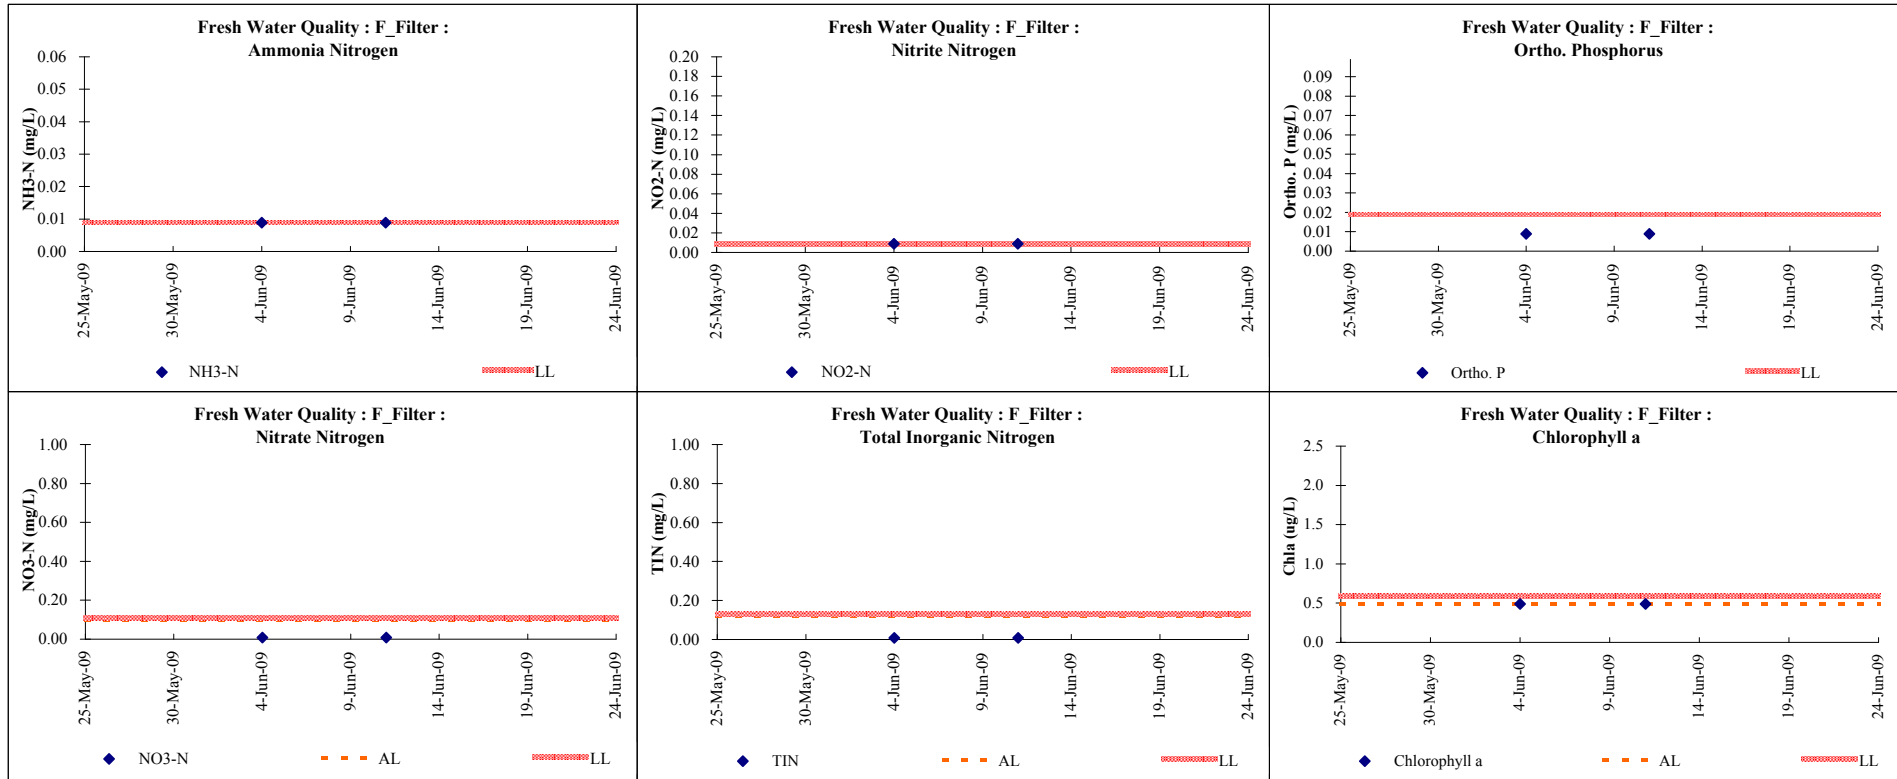 Fresh Water Quality : F_Filter :
Ammonia Nitrogen
NH3-N (mg/L)
0.06
0.05
0.04
0.03
0.02
0.01
0.00
25-May-09
30-May-09
4-Jun-09
9-Jun-09
14-Jun-09
19-Jun-09
24-Jun-09
NH3-N
LL
Fresh Water Quality : F_Filter :
Nitrite Nitrogen
NO2-N (mg/L)
0.20
0.18
0.16
0.14
0.12
0.10
0.08
0.06
0.04
0.02
0.00
25-May-09
30-May-09
4-Jun-09
9-Jun-09
14-Jun-09
19-Jun-09
24-Jun-09
NO2-N
LL
Fresh Water Quality : F_Filter :
Ortho. Phosphorus
Ortho. P (mg/L)
0.09
0.08
0.07
0.06
0.05
0.04
0.03
0.02
0.01
0.00
25-May-09
30-May-09
4-Jun-09
9-Jun-09
14-Jun-09
19-Jun-09
24-Jun-09
Ortho. P
LL
Fresh Water Quality : F_Filter :
Nitrate Nitrogen
NO3-N (mg/L)
1.00
0.80
0.60
0.40
0.20
0.00
25-May-09
30-May-09
4-Jun-09
9-Jun-09
14-Jun-09
19-Jun-09
24-Jun-09
NO3-N
AL
LL
Fresh Water Quality : F_Filter :
Total Inorganic Nitrogen
TIN (mg/L)
1.00
0.80
0.60
0.40
0.20
0.00
25-May-09
30-May-09
4-Jun-09
9-Jun-09
14-Jun-09
19-Jun-09
24-Jun-09
TIN
AL
LL
Fresh Water Quality : F_Filter :
Chlorophyll a
Chla (ug/L)
2.5
2.0
1.5
1.0
0.5
0.0
25-May-09
30-May-09
4-Jun-09
9-Jun-09
14-Jun-09
19-Jun-09
24-Jun-09
Chlorophyll a
AL
LL